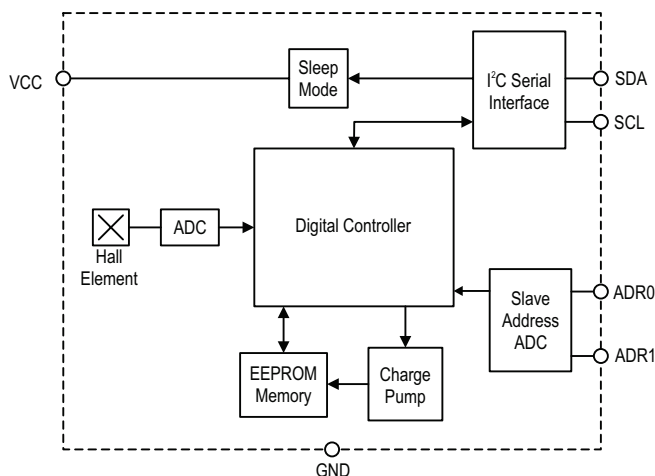 VCC
Sleep
Mode
I²C Serial
Interface
SDA
SCL
Digital Controller
ADC
Hall
Element
Slave
Address
ADC
ADR0
ADR1
EEPROM
Memory
Charge
Pump
GND